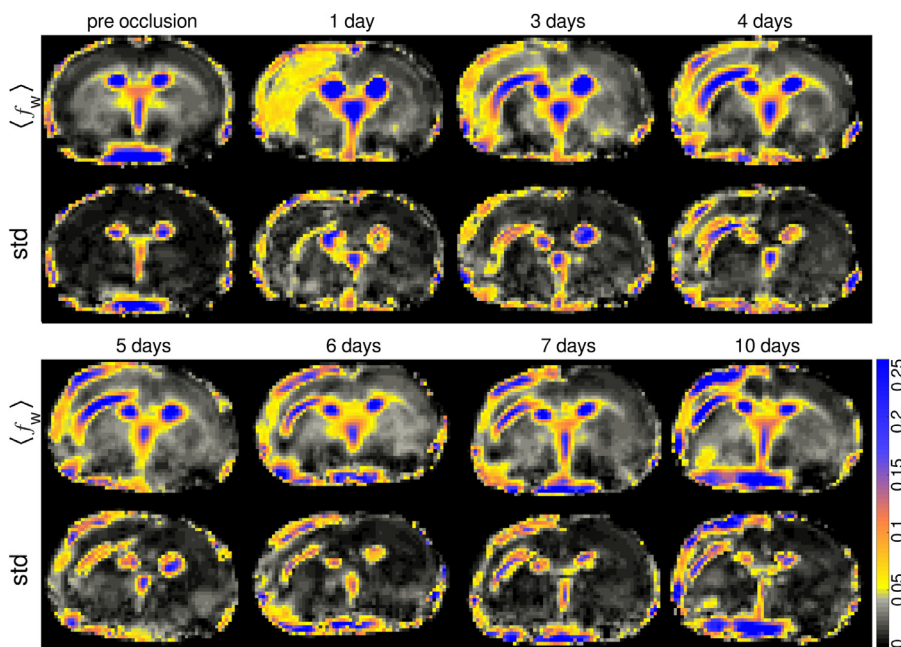 pre occlusion 1 day 3 days 4 days
⟨f_w⟩
std
5 days 6 days 7 days 10 days
⟨f_w⟩
std
0.25
0.2
0.15
0.1
0.05
0